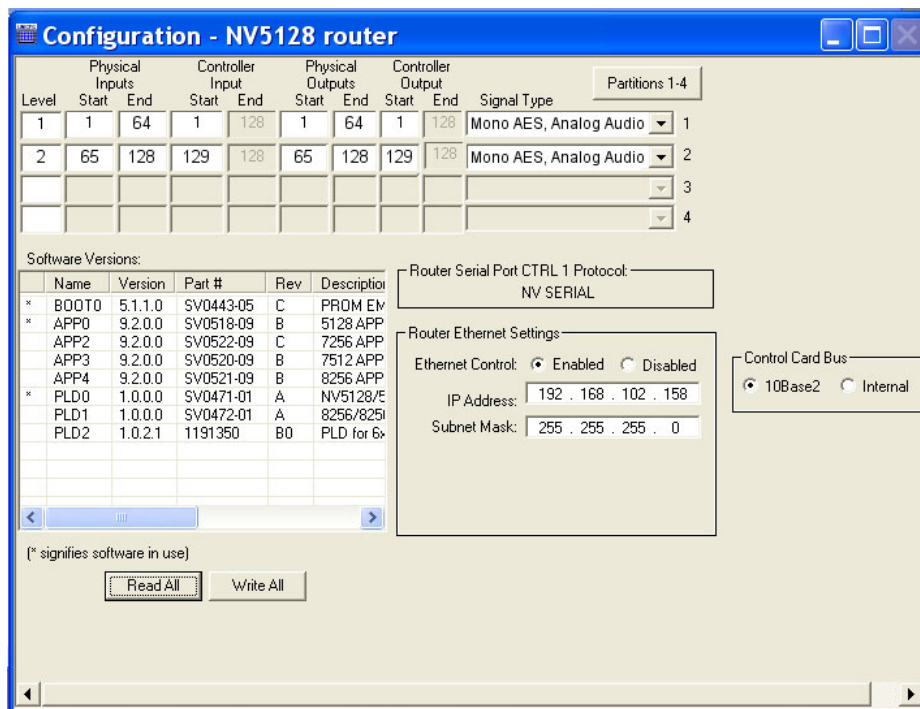 Configuration - NV5128 router
Physical Inputs Controller Input Physical Outputs Controller Output
Partitions 1-4
Level Start End Start End Start End Start End Signal Type
1 1 64 1 128 1 64 1 128 Mono AES, Analog Audio 1
2 65 128 129 128 65 128 129 128 Mono AES, Analog Audio 2
3
4
Software Versions:
Name Version Part # Rev Description
* BOOT0 5.1.1.0 SV0443-05 C PROM EM
* APP0 9.2.0.0 SV0518-09 B 5128 APP
APP2 9.2.0.0 SV0522-09 C 7256 APP
APP3 9.2.0.0 SV0520-09 B 7512 APP
APP4 9.2.0.0 SV0521-09 B 8256 APP
* PLD0 1.0.0.0 SV0471-01 A NV5128/5
PLD1 1.0.0.0 SV0472-01 A 8256/825
PLD2 1.0.2.1 1191350 B0 PLD for 6x
(* signifies software in use)
Read All Write All
Router Serial Port CTRL 1 Protocol:
NV SERIAL
Router Ethernet Settings
Ethernet Control: Enabled Disabled
IP Address: 192 . 168 . 102 . 158
Subnet Mask: 255 . 255 . 255 . 0
Control Card Bus
10Base2 Internal